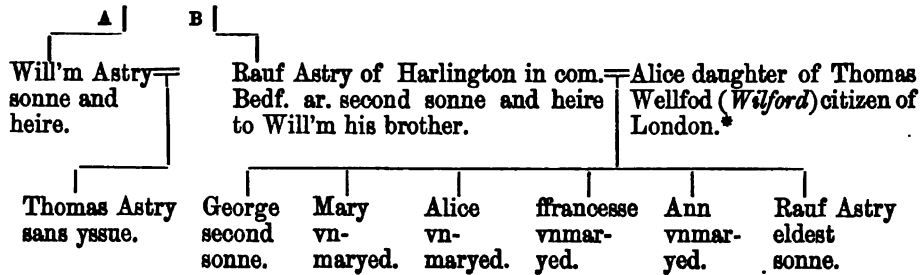 A B
Will'm Astry
sonne and
heire.
Rauf Astry of Harlington in com.
Bedf. ar. second sonne and heire
to Will'm his brother.
Alice daughter of Thomas
Wellfod (Wilford) citizen of
London.*
Thomas Astry
sans yssue.
George
second
sonne.
Mary
vn-
maryed.
Alice
vn-
maryed.
ffrancesse
vnmar-
yed.
Ann
vnmar-
yed.
Rauf Astry
eldest
sonne.